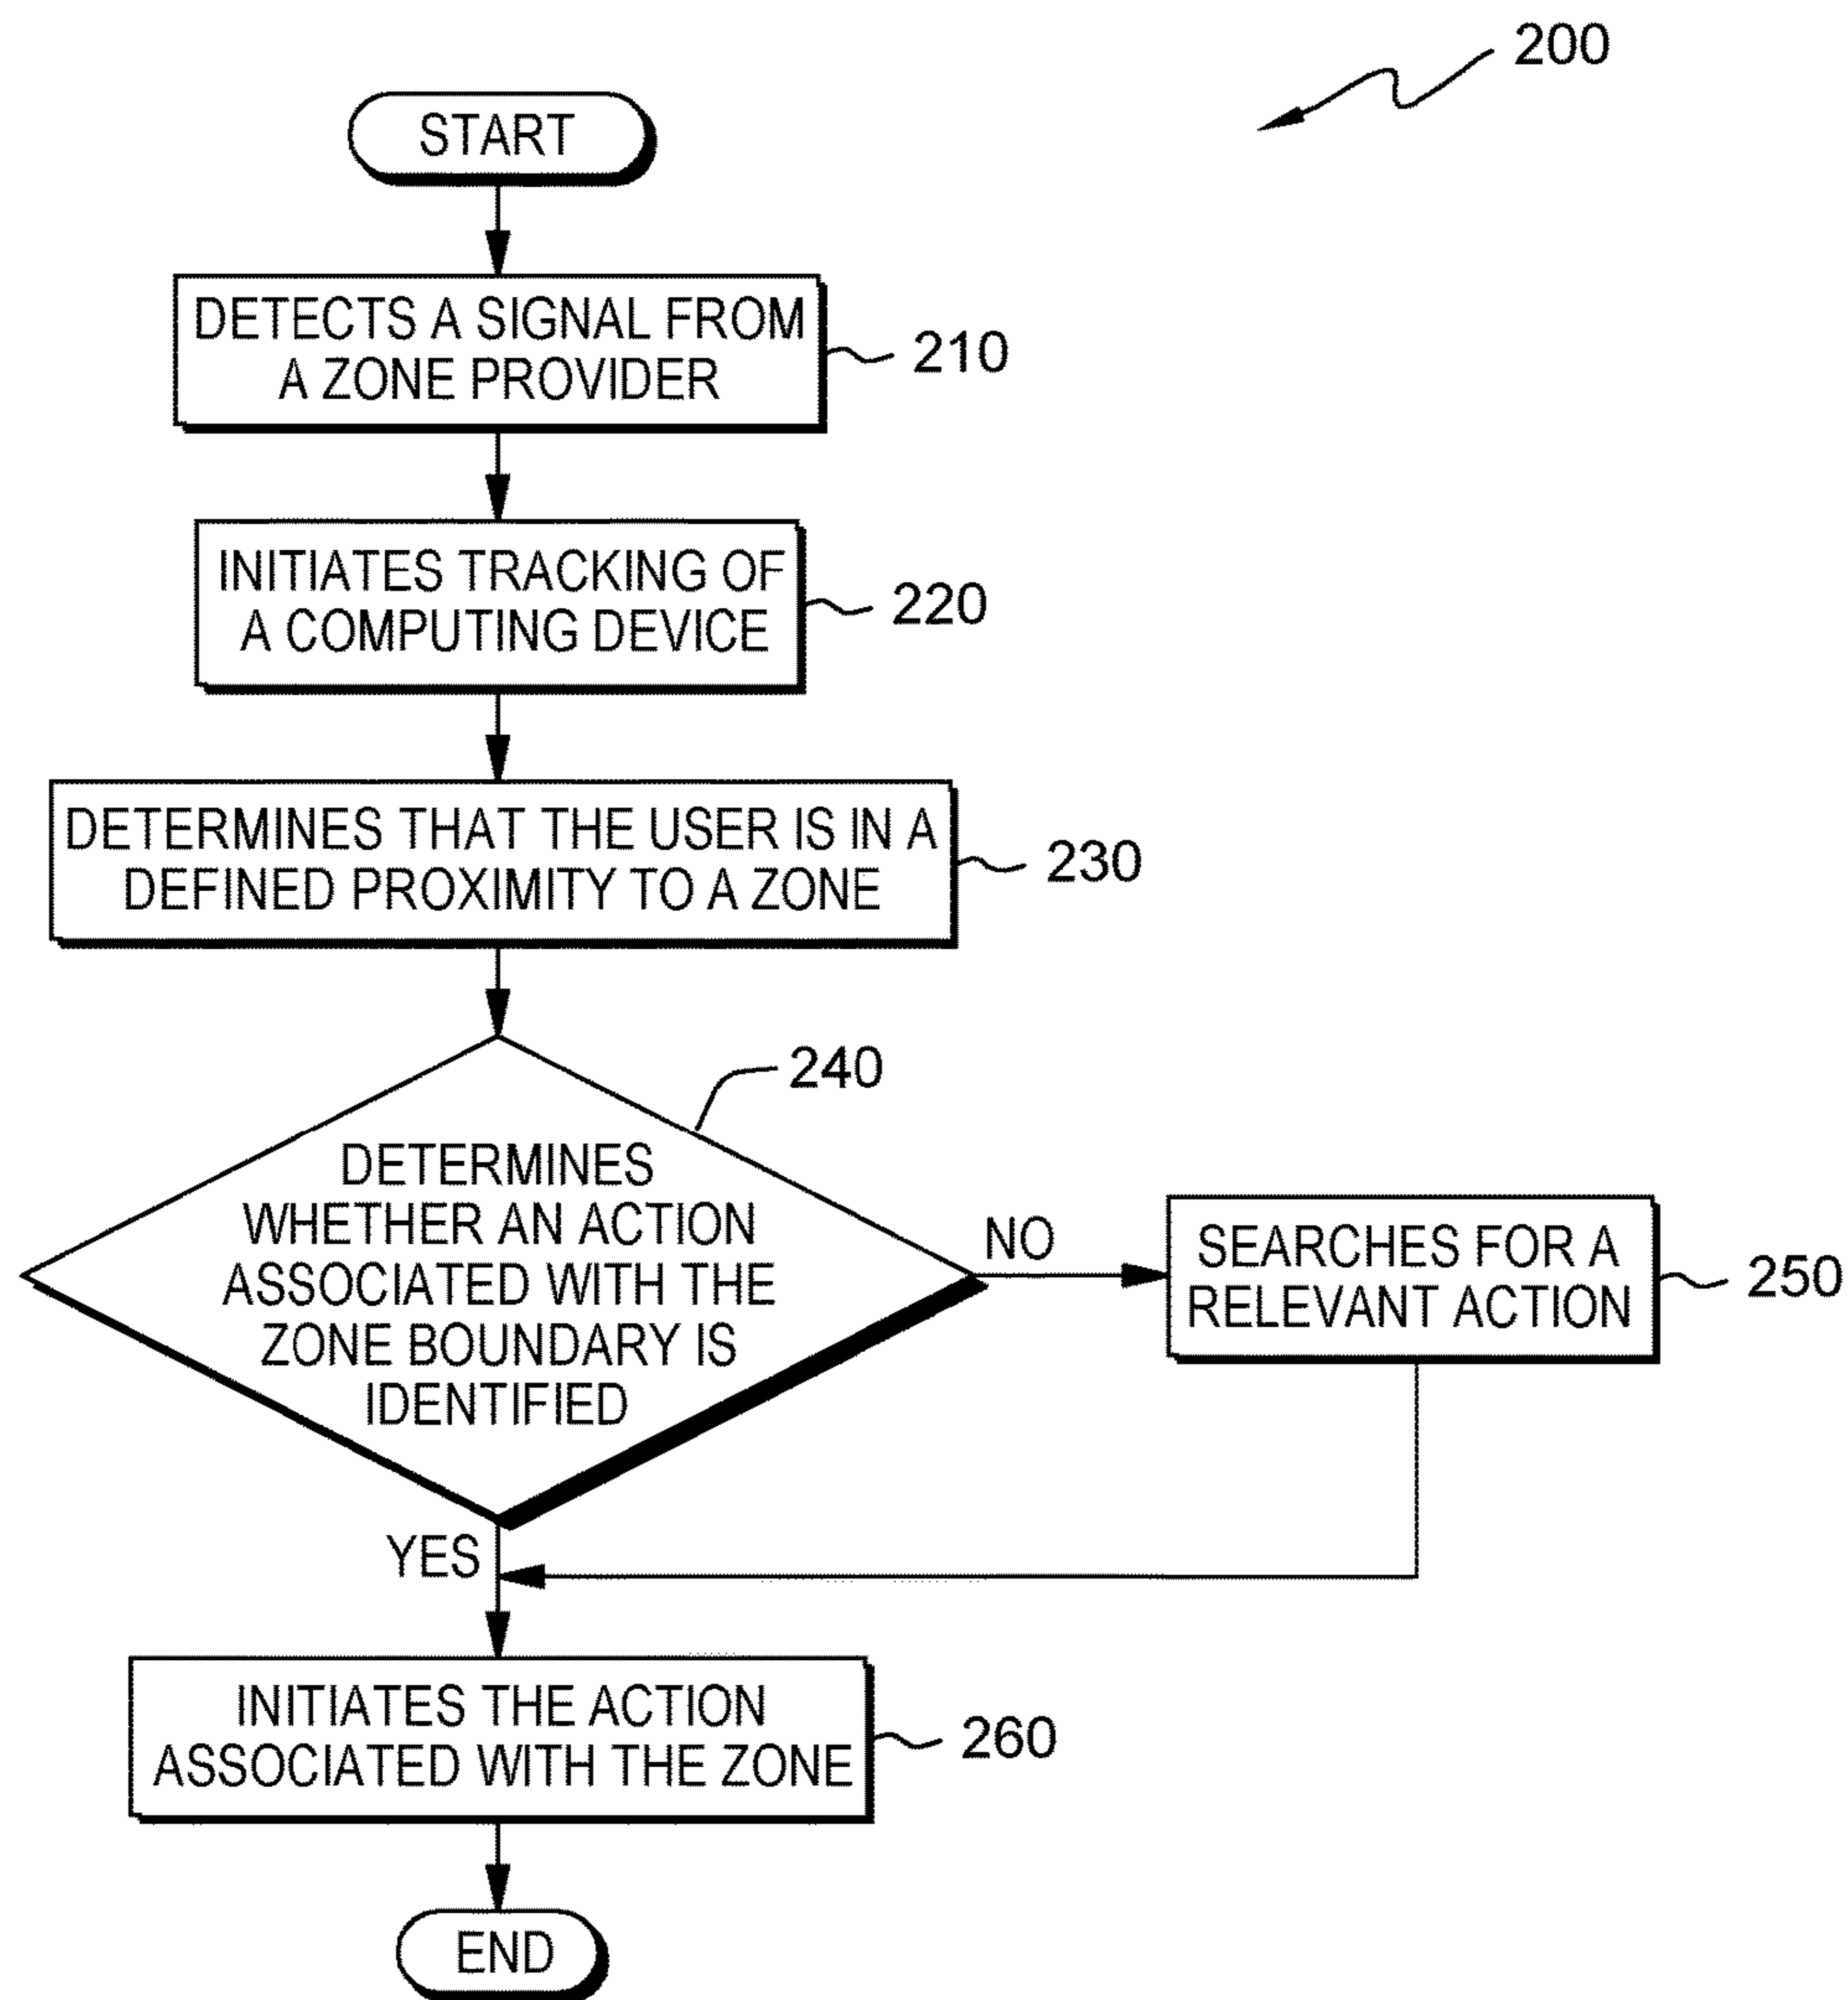 200
START
DETECTS A SIGNAL FROM
A ZONE PROVIDER
210
INITIATES TRACKING OF
A COMPUTING DEVICE
220
DETERMINES THAT THE USER IS IN A
DEFINED PROXIMITY TO A ZONE
230
240
DETERMINES
WHETHER AN ACTION
ASSOCIATED WITH THE
ZONE BOUNDARY IS
IDENTIFIED
NO
SEARCHES FOR A
RELEVANT ACTION
250
YES
INITIATES THE ACTION
ASSOCIATED WITH THE ZONE
260
END